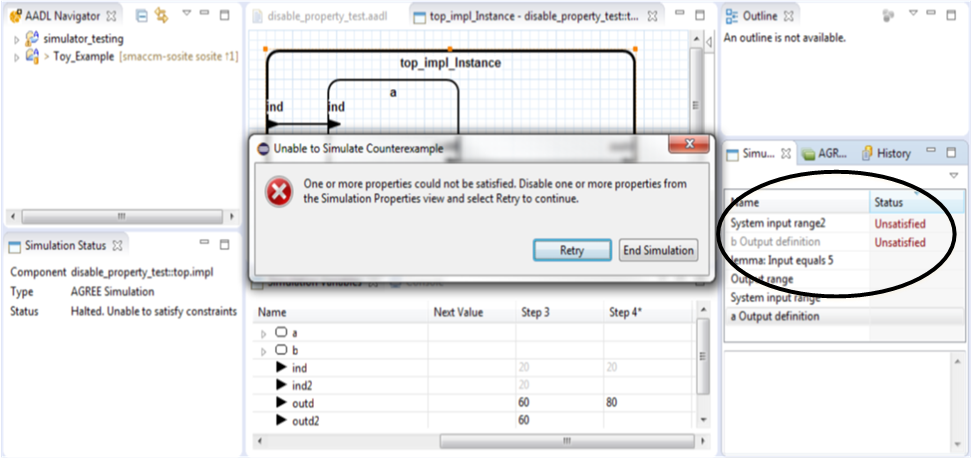 AADL Navigator
simulator_testing
> Toy_Example [smaccm-sosite sosite ↑1]
Simulation Status
Component disable_property_test::top.impl
Type AGREE Simulation
Status Halted. Unable to satisfy constraints
disable_property_test.aadl
top_impl_Instance - disable_property_test::t...
top_impl_Instance
a
ind
ind
Unable to Simulate Counterexample
One or more properties could not be satisfied. Disable one or more properties from
the Simulation Properties view and select Retry to continue.
Retry
End Simulation
Simulation Variables
Console
Name Next Value Step 3 Step 4*
a
b
ind 20 20
ind2 20
outd 60 80
outd2 60
Outline
An outline is not available.
Simu...
AGR...
History
Name Status
System input range2 Unsatisfied
b Output definition Unsatisfied
lemma: Input equals 5
Output range
System input range
a Output definition